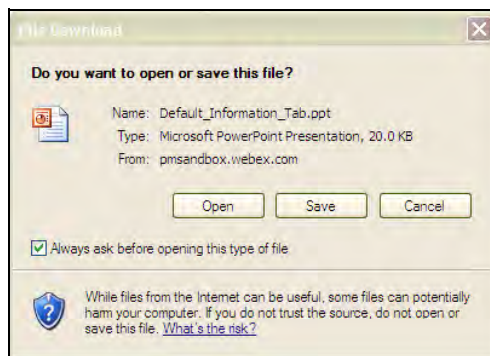 File Download
Do you want to open or save this file?
Name: Default_Information_Tab.ppt
Type: Microsoft PowerPoint Presentation, 20.0 KB
From: pmsandbox.webex.com
Open Save Cancel
Always ask before opening this type of file
While files from the Internet can be useful, some files can potentially
harm your computer. If you do not trust the source, do not open or
save this file. What's the risk?